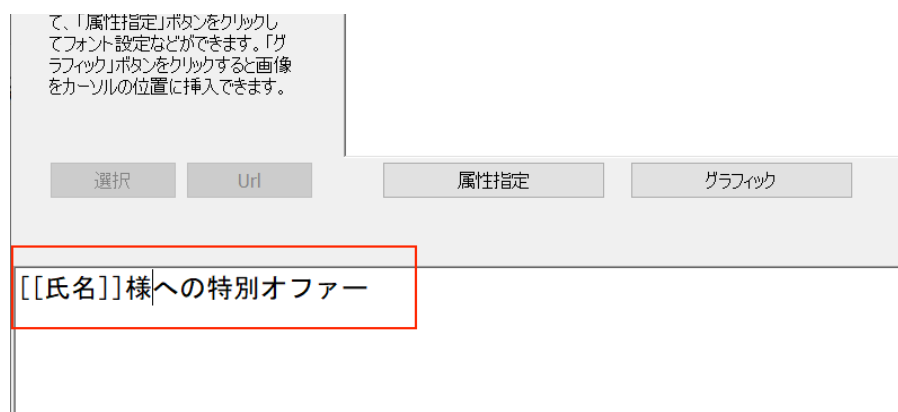 て、「属性指定」ボタンをクリックし
てフォント設定などができます。「グ
ラフィック」ボタンをクリックすると画像
をカーソルの位置に挿入できます。
選択
Url
属性指定
グラフィック
[[氏名]]様への特別オファー